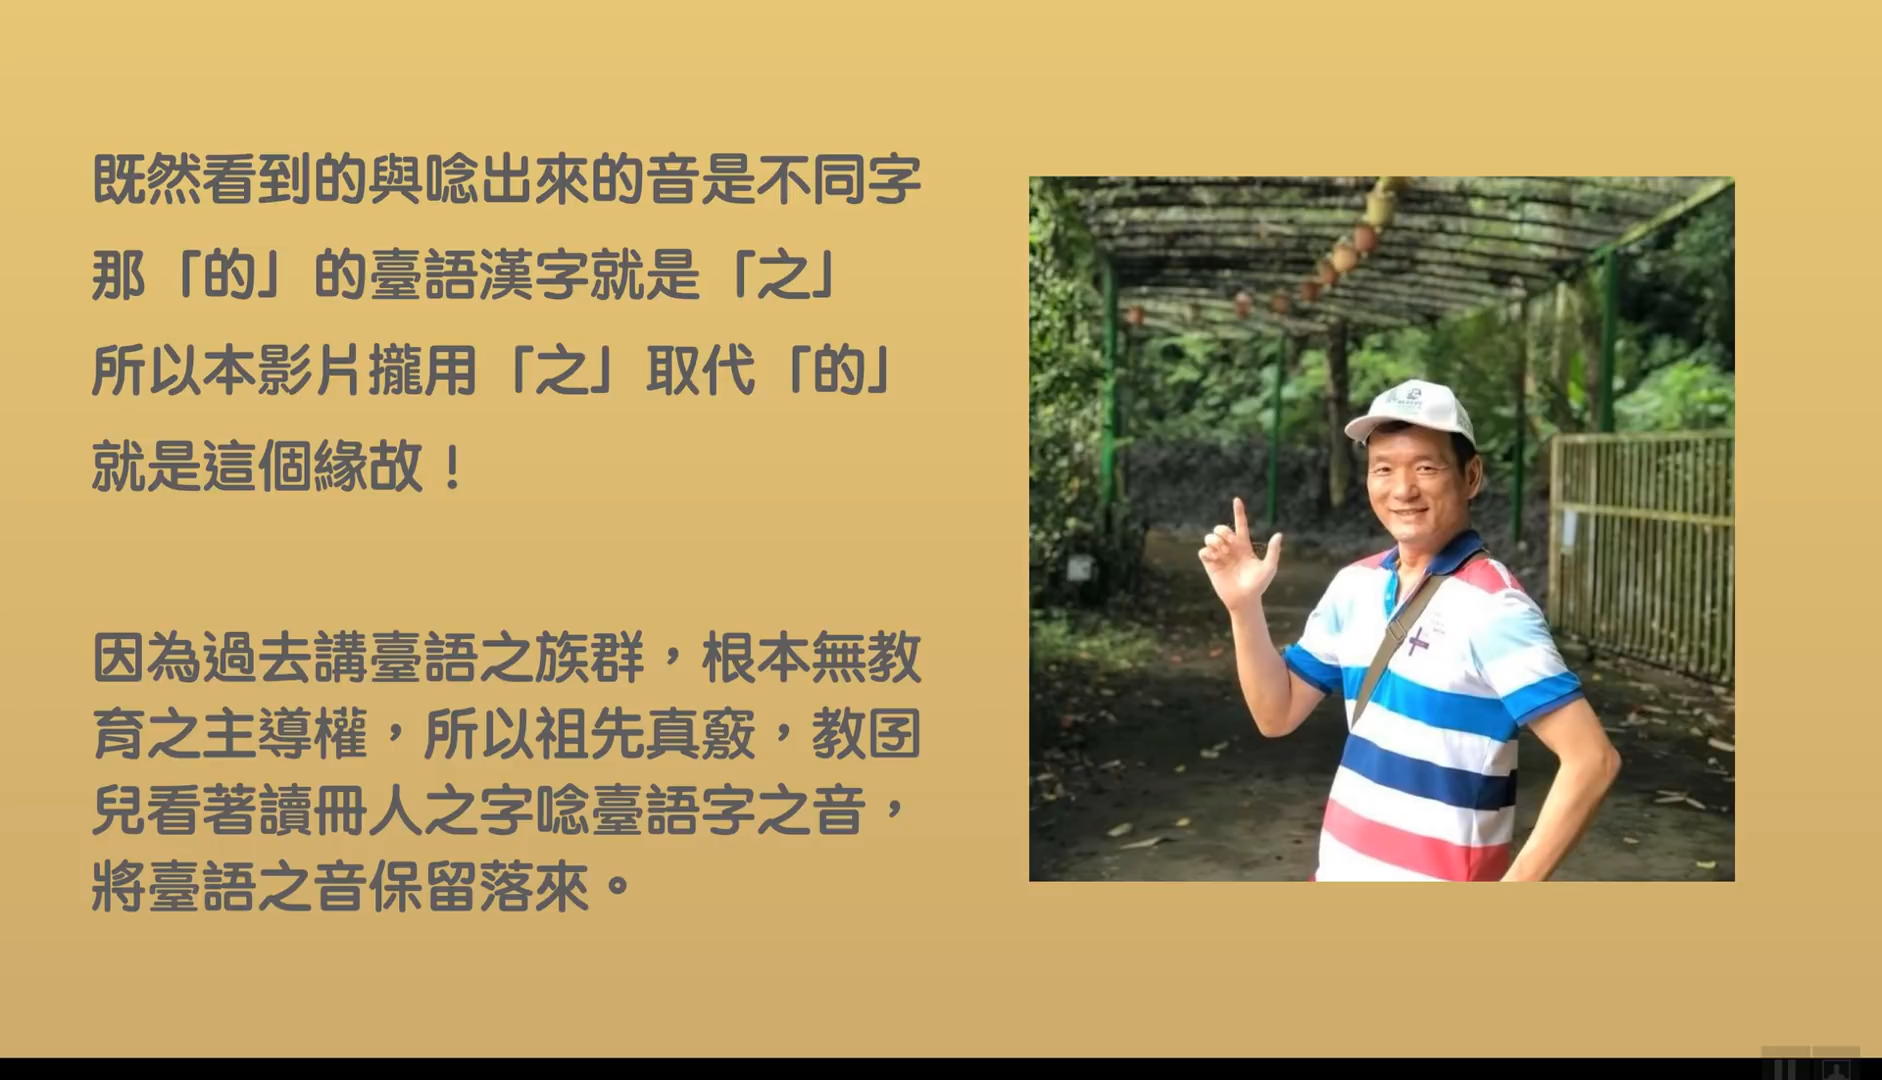 既然看到的與唸出來的音是不同字
那「的」的臺語漢字就是「之」
所以本影片攏用「之」取代「的」
就是這個緣故！
因為過去講臺語之族群，根本無教
育之主導權，所以祖先真竅，教囝
兒看著讀冊人之字唸臺語字之音，
將臺語之音保留落來。